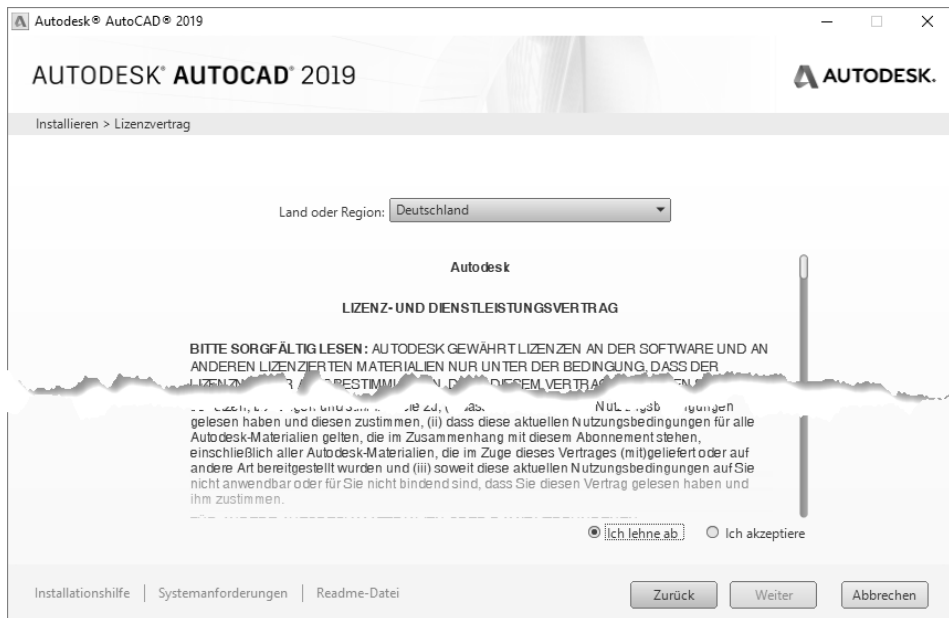 Autodesk® AutoCAD® 2019
AUTODESK® AUTOCAD® 2019
AUTODESK.
Installieren > Lizenzvertrag
Land oder Region: Deutschland
Autodesk
LIZENZ- UND DIENSTLEISTUNGSVERTRAG
BITTE SORGFÄLTIG LESEN: AUTODESK GEWÄHRT LIZENZEN AN DER SOFTWARE UND AN
ANDEREN LIZENZIERTEN MATERIALIEN NUR UNTER DER BEDINGUNG, DASS DER
gelesen haben und diesen zustimmen, (ii) dass diese aktuellen Nutzungsbedingungen für alle
Autodesk-Materialien gelten, die im Zusammenhang mit diesem Abonnement stehen,
einschließlich aller Autodesk-Materialien, die im Zuge dieses Vertrages (mit)geliefert oder auf
andere Art bereitgestellt wurden und (iii) soweit diese aktuellen Nutzungsbedingungen auf Sie
nicht anwendbar oder für Sie nicht bindend sind, dass Sie diesen Vertrag gelesen haben und
ihm zustimmen.
Ich lehne ab Ich akzeptiere
Installationshilfe | Systemanforderungen | Readme-Datei
Zurück Weiter Abbrechen